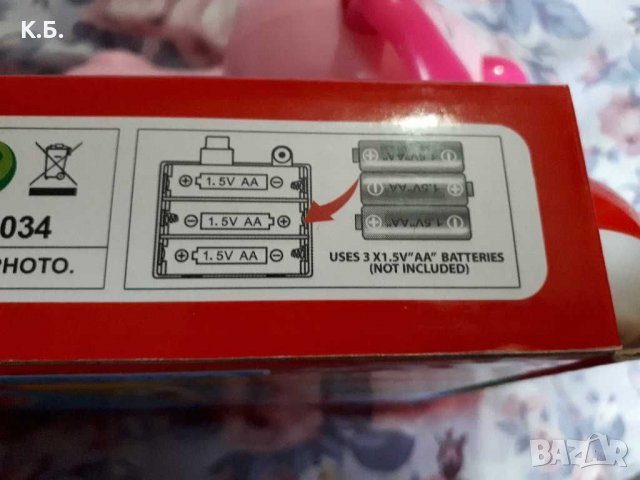 К.Б.
034
PHOTO.
⊕ 1.5V AA ⊖
⊖ 1.5V AA ⊕
⊕ 1.5V AA ⊖
1.5V"AA"
1.5V"AA"
1.5V"AA"
USES 3 X1.5V"AA" BATTERIES
(NOT INCLUDED)
BAZAR